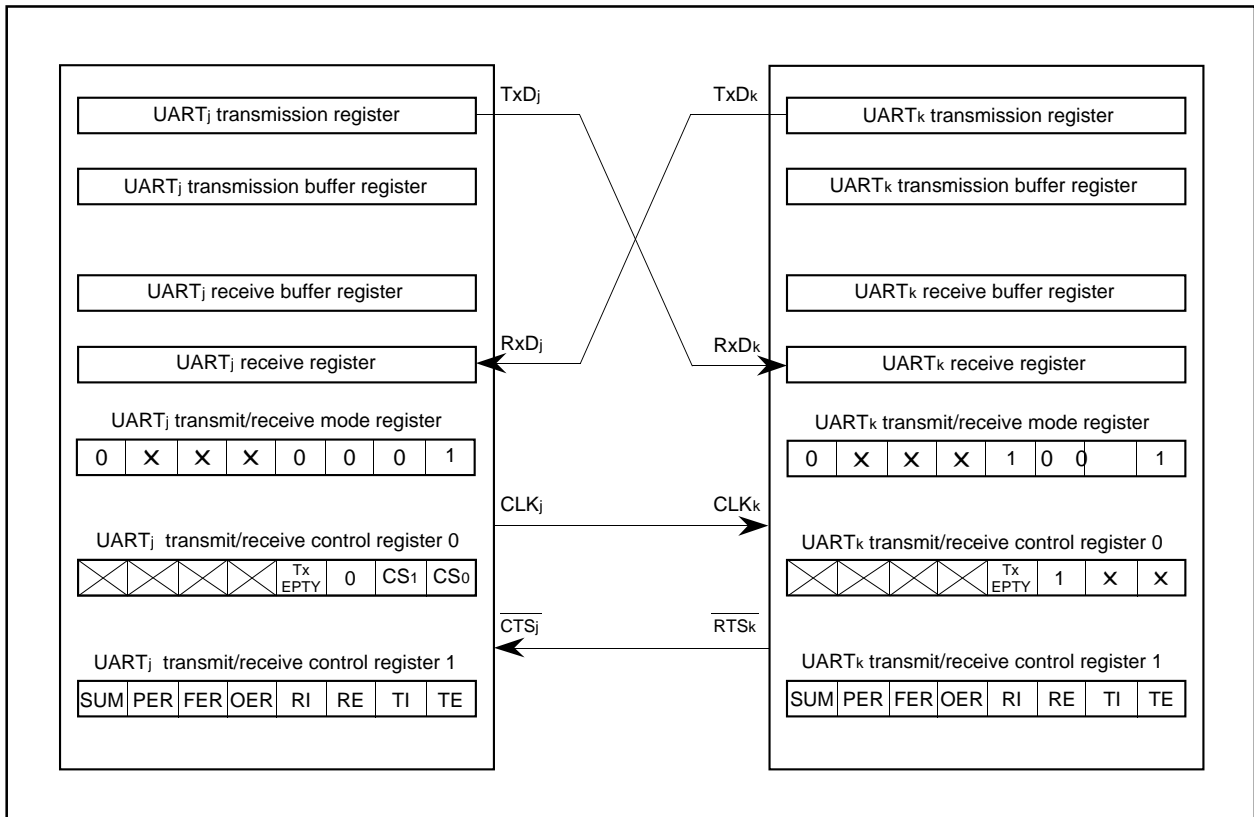 TxDj
TxDk
UARTj transmission register
UARTk transmission register
UARTj transmission buffer register
UARTk transmission buffer register
UARTj receive buffer register
UARTk receive buffer register
RxDj
RxDk
UARTj receive register
UARTk receive register
UARTj transmit/receive mode register
UARTk transmit/receive mode register
0 × × × 0 0 0 1
0 × × × 1 0 0 1
CLKj
CLKk
UARTj transmit/receive control register 0
UARTk transmit/receive control register 0
Tx EPTY 0 CS1 CS0
Tx EPTY 1 × ×
CTSj
RTSk
UARTj transmit/receive control register 1
UARTk transmit/receive control register 1
SUM PER FER OER RI RE TI TE
SUM PER FER OER RI RE TI TE